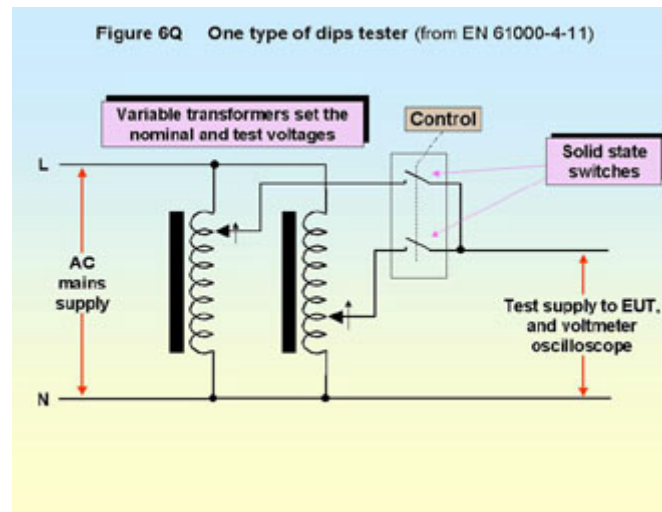 Figure 6Q One type of dips tester (from EN 61000-4-11)
Variable transformers set the
nominal and test voltages
Control
Solid state
switches
L
AC
mains
supply
Test supply to EUT,
and voltmeter
oscilloscope
N